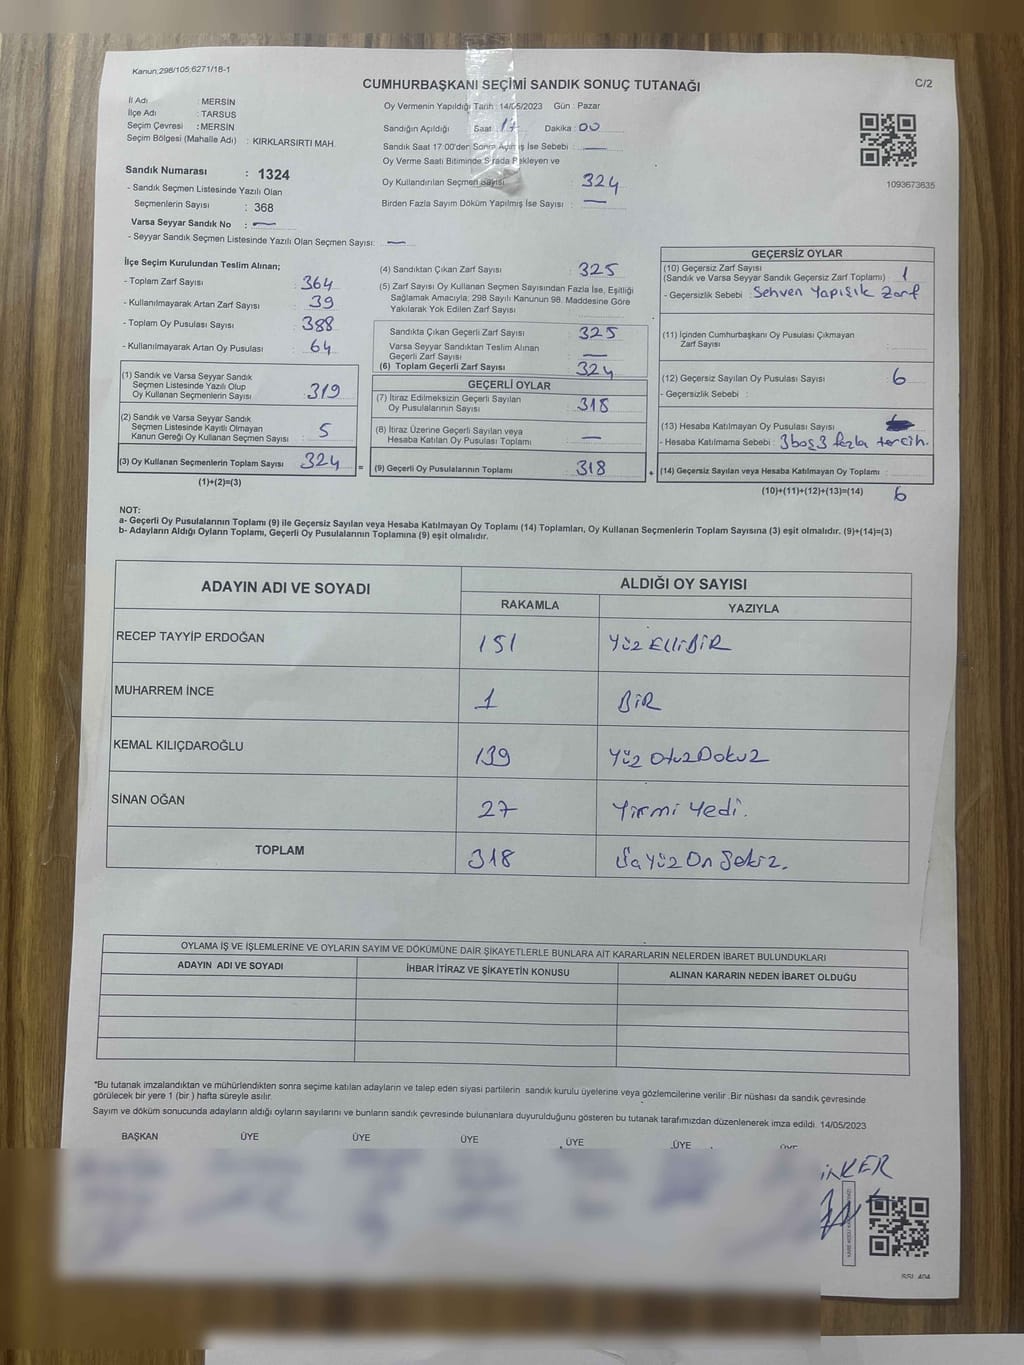 Kanun,298/105,6271/18-1
CUMHURBAŞKANI SEÇİMİ SANDIK SONUÇ TUTANAĞI
C/2
İl Adı : MERSİN
İlçe Adı : TARSUS
Seçim Çevresi : MERSİN
Seçim Bölgesi (Mahalle Adı) : KIRKLARSIRTI MAH.
Sandık Numarası : 1324
- Sandık Seçmen Listesinde Yazılı Olan
Seçmenlerin Sayısı : 368
Varsa Seyyar Sandık No : —
- Seyyar Sandık Seçmen Listesinde Yazılı Olan Seçmen Sayısı: —
Oy Vermenin Yapıldığı Tarih : 14/05/2023 Gün : Pazar
Sandığın Açıldığı Saat : 17 Dakika : 00
Sandık Saat 17:00'den Sonra Açılmış İse Sebebi : —
Oy Verme Saati Bitiminde Sırada Bekleyen ve
Oy Kullandırılan Seçmen Sayısı : 324
Birden Fazla Sayım Döküm Yapılmış İse Sayısı : —
1093673635
İlçe Seçim Kurulundan Teslim Alınan;
- Toplam Zarf Sayısı : 364
- Kullanılmayarak Artan Zarf Sayısı : 39
- Toplam Oy Pusulası Sayısı : 388
- Kullanılmayarak Artan Oy Pusulası : 64
(1) Sandık ve Varsa Seyyar Sandık
Seçmen Listesinde Yazılı Olup
Oy Kullanan Seçmenlerin Sayısı : 319
(2) Sandık ve Varsa Seyyar Sandık
Seçmen Listesinde Kayıtlı Olmayan
Kanun Gereği Oy Kullanan Seçmen Sayısı : 5
(3) Oy Kullanan Seçmenlerin Toplam Sayısı : 324
(1)+(2)=(3)
(4) Sandıktan Çıkan Zarf Sayısı : 325
(5) Zarf Sayısı Oy Kullanan Seçmen Sayısından Fazla İse, Eşitliği
Sağlamak Amacıyla, 298 Sayılı Kanunun 98. Maddesine Göre
Yakılarak Yok Edilen Zarf Sayısı :
Sandıkta Çıkan Geçerli Zarf Sayısı : 325
Varsa Seyyar Sandıktan Teslim Alınan
Geçerli Zarf Sayısı : —
(6) Toplam Geçerli Zarf Sayısı : 324
GEÇERLİ OYLAR
(7) İtiraz Edilmeksizin Geçerli Sayılan
Oy Pusulalarının Sayısı : 318
(8) İtiraz Üzerine Geçerli Sayılan veya
Hesaba Katılan Oy Pusulası Toplamı : —
= (9) Geçerli Oy Pusulalarının Toplamı : 318 +
GEÇERSİZ OYLAR
(10) Geçersiz Zarf Sayısı
(Sandık ve Varsa Seyyar Sandık Geçersiz Zarf Toplamı) : 1
- Geçersizlik Sebebi : Sehven Yapışık Zarf
(11) İçinden Cumhurbaşkanı Oy Pusulası Çıkmayan
Zarf Sayısı :
(12) Geçersiz Sayılan Oy Pusulası Sayısı : 6
- Geçersizlik Sebebi :
(13) Hesaba Katılmayan Oy Pusulası Sayısı :
- Hesaba Katılmama Sebebi : 3 boş 3 fazla tercih.
(14) Geçersiz Sayılan veya Hesaba Katılmayan Oy Toplamı :
(10)+(11)+(12)+(13)=(14) 6
NOT:
a- Geçerli Oy Pusulalarının Toplamı (9) ile Geçersiz Sayılan veya Hesaba Katılmayan Oy Toplamı (14) Toplamları, Oy Kullanan Seçmenlerin Toplam Sayısına (3) eşit olmalıdır. (9)+(14)=(3)
b- Adayların Aldığı Oyların Toplamı, Geçerli Oy Pusulalarının Toplamına (9) eşit olmalıdır.
ADAYIN ADI VE SOYADI ALDIĞI OY SAYISI
RAKAMLA YAZIYLA
RECEP TAYYİP ERDOĞAN 151 Yüz ElliBİR
MUHARREM İNCE 1 BİR
KEMAL KILIÇDAROĞLU 139 Yüz otuzDokuz
SİNAN OĞAN 27 Yirmi Yedi.
TOPLAM 318 Üç Yüz On Sekiz.
OYLAMA İŞ VE İŞLEMLERİNE VE OYLARIN SAYIM VE DÖKÜMÜNE DAİR ŞİKAYETLERLE BUNLARA AİT KARARLARIN NELERDEN İBARET BULUNDUKLARI
ADAYIN ADI VE SOYADI İHBAR İTİRAZ VE ŞİKAYETİN KONUSU ALINAN KARARIN NEDEN İBARET OLDUĞU
*Bu tutanak imzalandıktan ve mühürlendikten sonra seçime katılan adayların ve talep eden siyasi partilerin sandık kurulu üyelerine veya gözlemcilerine verilir .Bir nüshası da sandık çevresinde
görülecek bir yere 1 (bir ) hafta süreyle asılır.
Sayım ve döküm sonucunda adayların aldığı oyların sayılarını ve bunların sandık çevresinde bulunanlara duyurulduğunu gösteren bu tutanak tarafımızdan düzenlenerek imza edildi. 14/05/2023
BAŞKAN ÜYE ÜYE ÜYE ÜYE ÜYE ÜYE